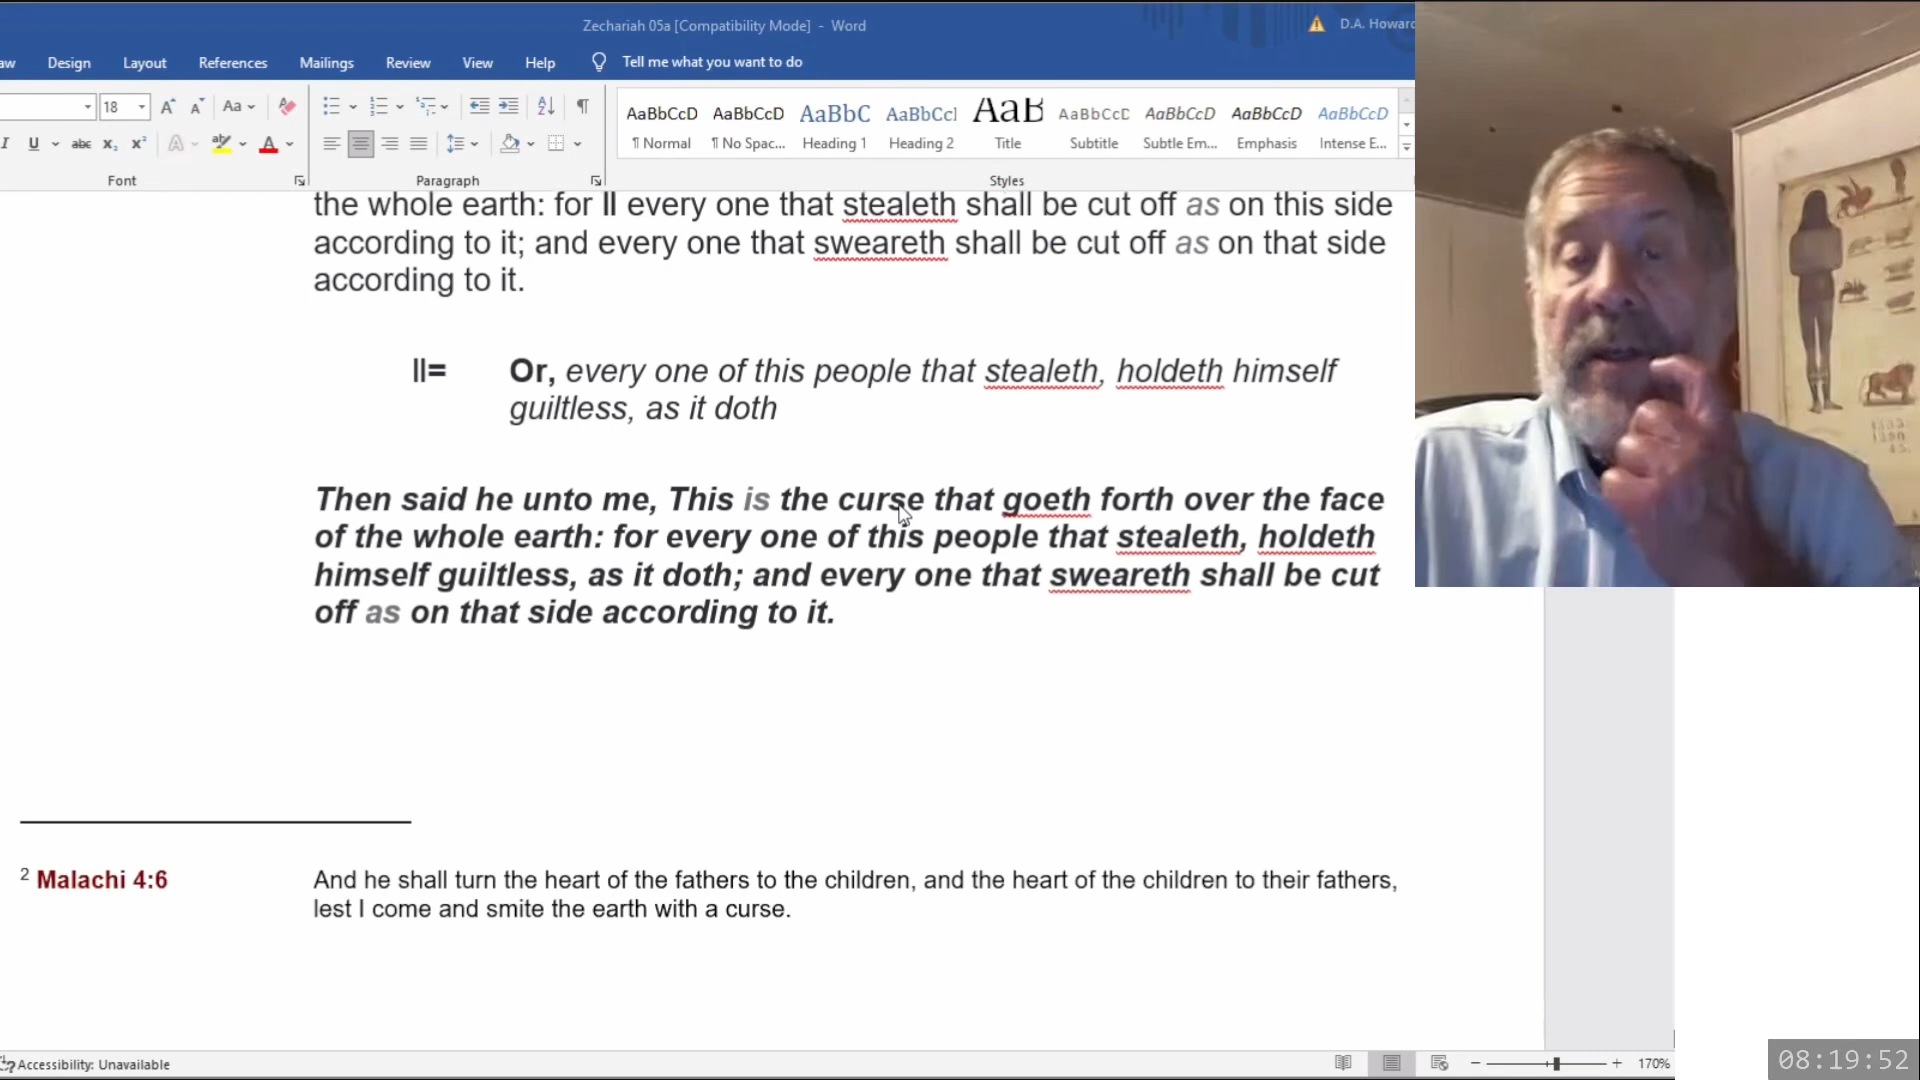 Zechariah 05a [Compatibility Mode] - Word
D.A. Howard
aw Design Layout References Mailings Review View Help Tell me what you want to do
18 Aa
AaBbCcD AaBbCcD AaBbC AaBbCcI AaB AaBbCcD AaBbCcD AaBbCcD AaBbCcD
I U abc X₂ X² A A
¶ Normal ¶ No Spac... Heading 1 Heading 2 Title Subtitle Subtle Em... Emphasis Intense E...
Font Paragraph Styles
the whole earth: for ǁ every one that stealeth shall be cut off as on this side
according to it; and every one that sweareth shall be cut off as on that side
according to it.
ǁ= Or, every one of this people that stealeth, holdeth himself
guiltless, as it doth
Then said he unto me, This is the curse that goeth forth over the face
of the whole earth: for every one of this people that stealeth, holdeth
himself guiltless, as it doth; and every one that sweareth shall be cut
off as on that side according to it.
2 Malachi 4:6 And he shall turn the heart of the fathers to the children, and the heart of the children to their fathers,
lest I come and smite the earth with a curse.
Accessibility: Unavailable
170%
08:19:52